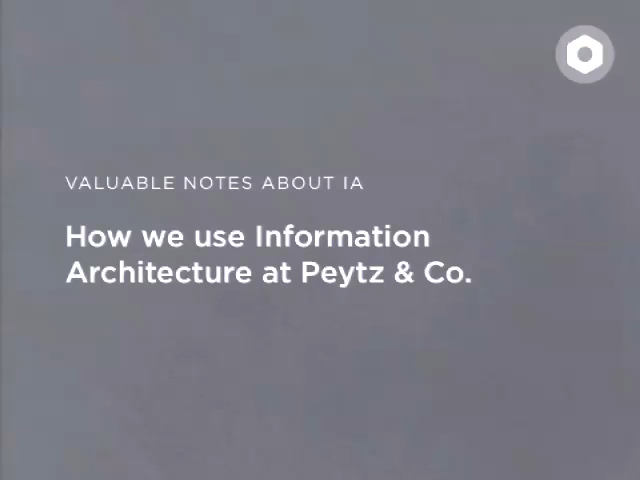 VALUABLE NOTES ABOUT IA
How we use Information
Architecture at Peytz & Co.